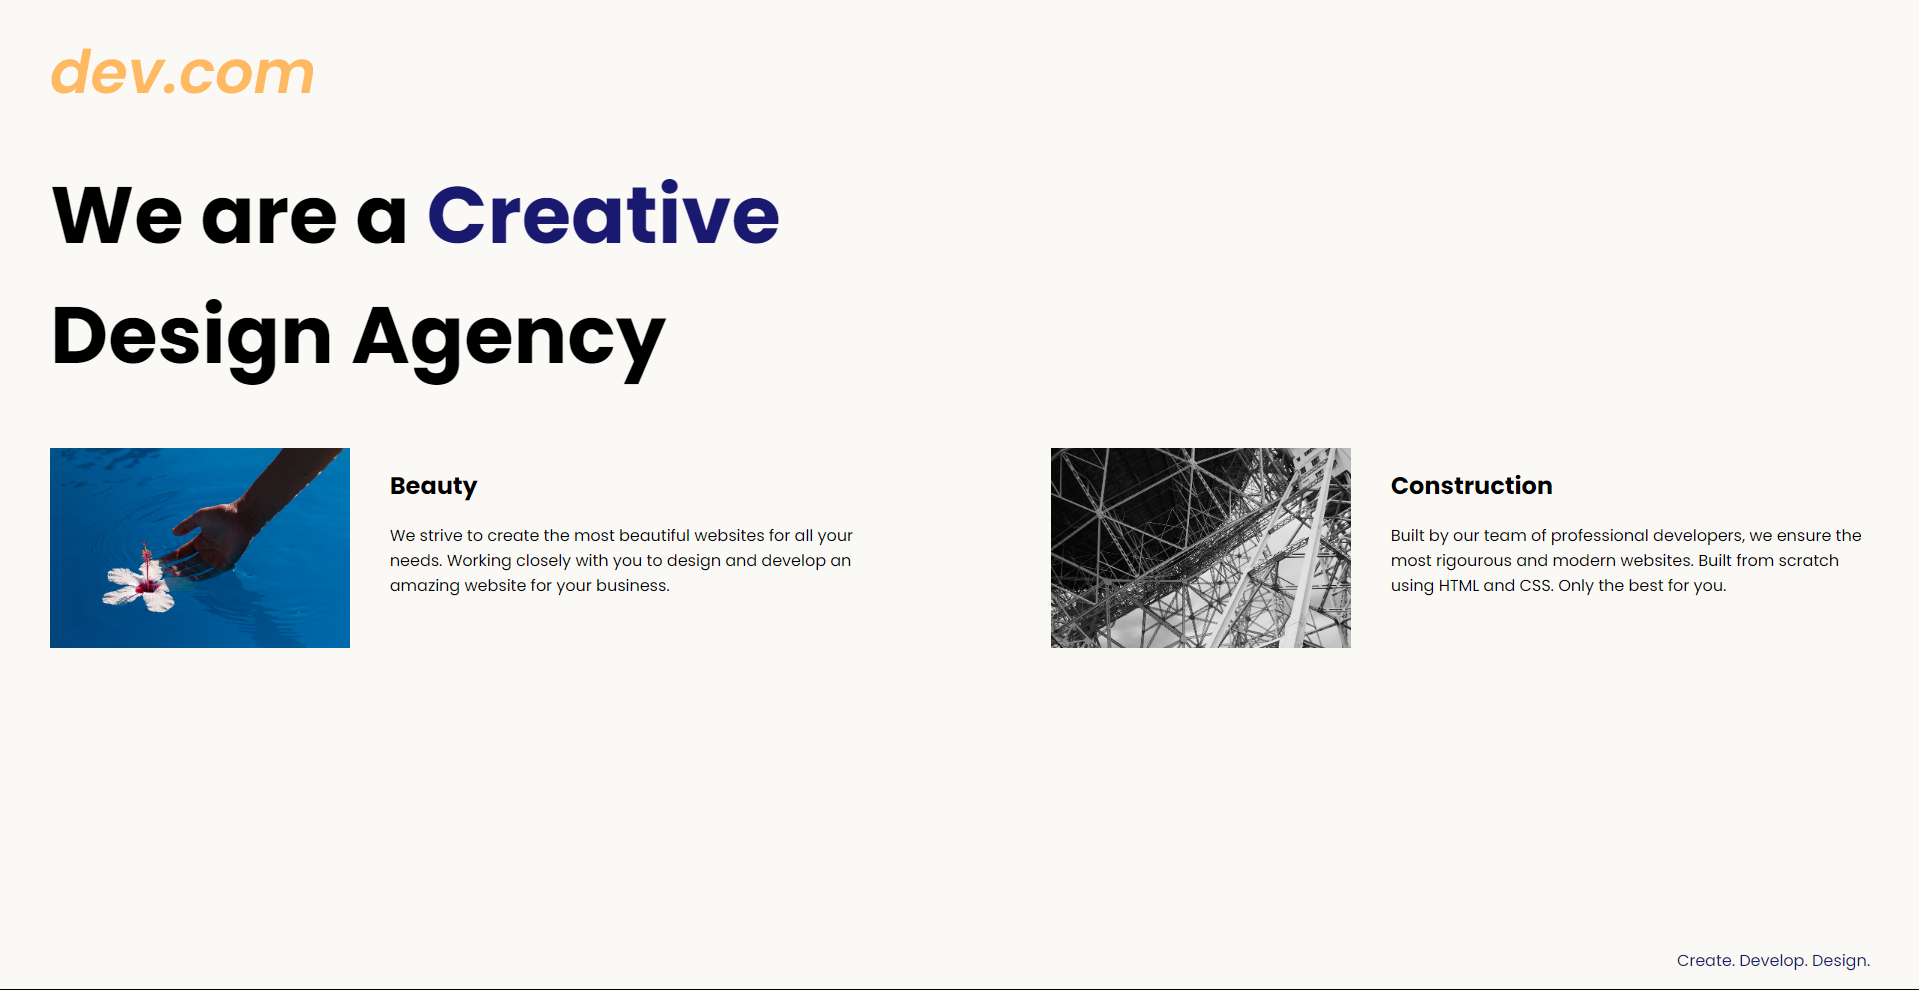 dev.com
We are a Creative
Design Agency
Beauty
We strive to create the most beautiful websites for all your
needs. Working closely with you to design and develop an
amazing website for your business.
Construction
Built by our team of professional developers, we ensure the
most rigourous and modern websites. Built from scratch
using HTML and CSS. Only the best for you.
Create. Develop. Design.